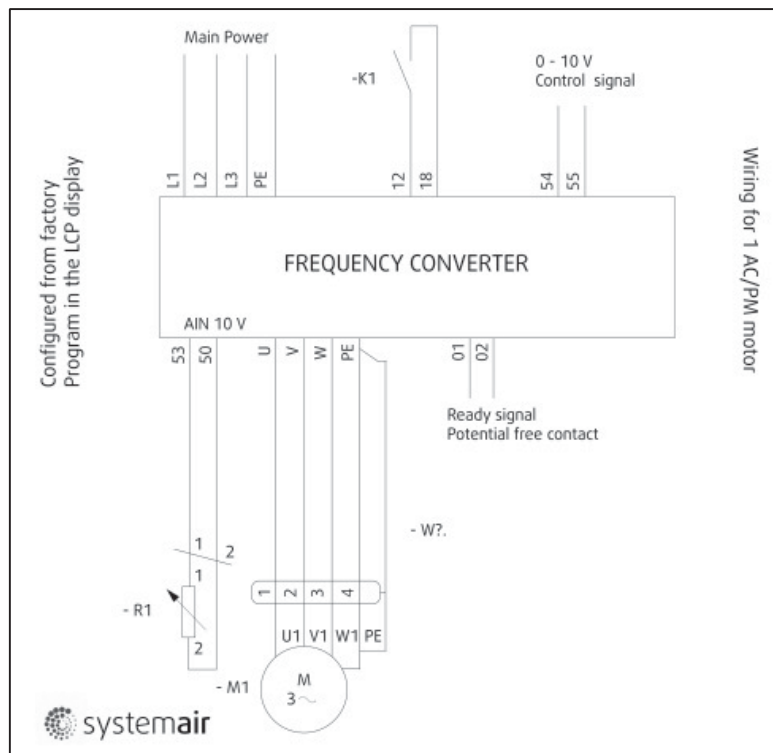 Main Power
-K1
0 - 10 V
Control signal
L1
L2
L3
PE
12
18
54
55
Configured from factory
Program in the LCP display
Wiring for 1 AC/PM motor
FREQUENCY CONVERTER
AIN 10 V
53
50
U
V
W
PE
01
02
Ready signal
Potential free contact
- W?.
1
2
1
- R1
2
1
2
3
4
U1 V1 W1 PE
- M1
M
3~
systemair